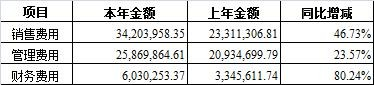 项目 本年金额 上年金额 同比增减
销售费用 34,203,958.35 23,311,306.81 46.73%
管理费用 25,869,864.61 20,934,699.79 23.57%
财务费用 6,030,253.37 3,345,611.74 80.24%